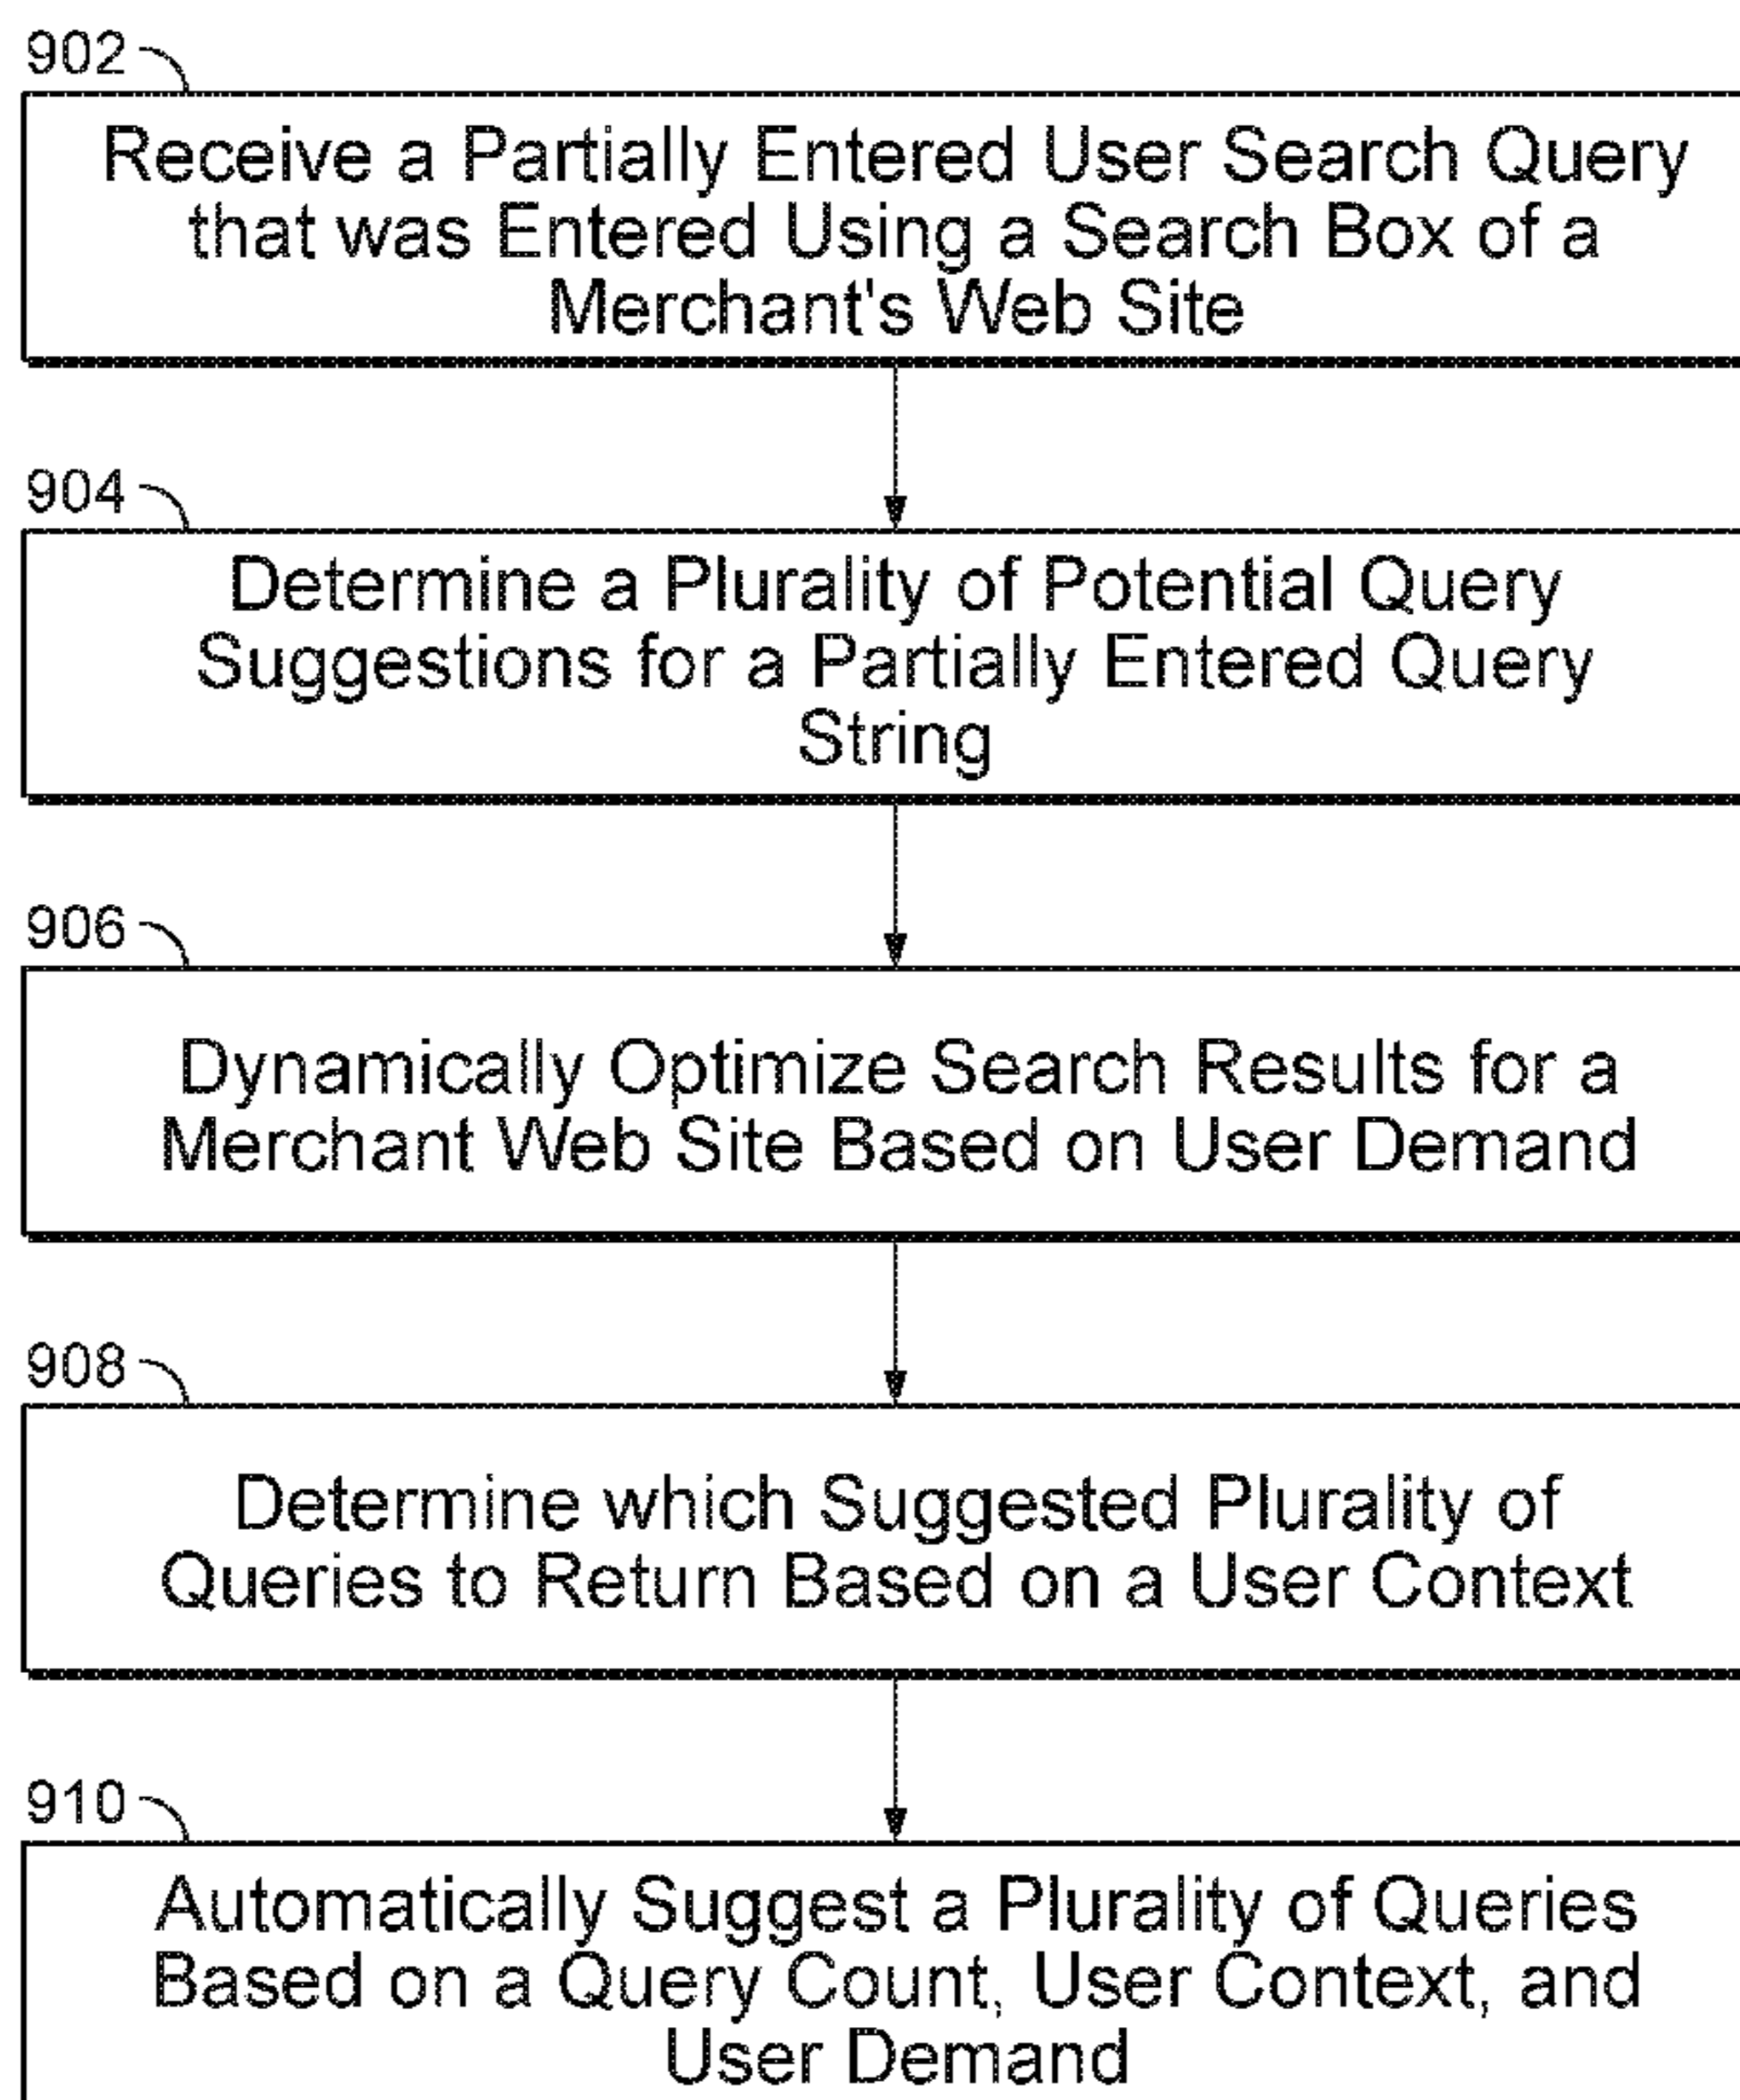 902
Receive a Partially Entered User Search Query
that was Entered Using a Search Box of a
Merchant's Web Site
904
Determine a Plurality of Potential Query
Suggestions for a Partially Entered Query
String
906
Dynamically Optimize Search Results for a
Merchant Web Site Based on User Demand
908
Determine which Suggested Plurality of
Queries to Return Based on a User Context
910
Automatically Suggest a Plurality of Queries
Based on a Query Count, User Context, and
User Demand